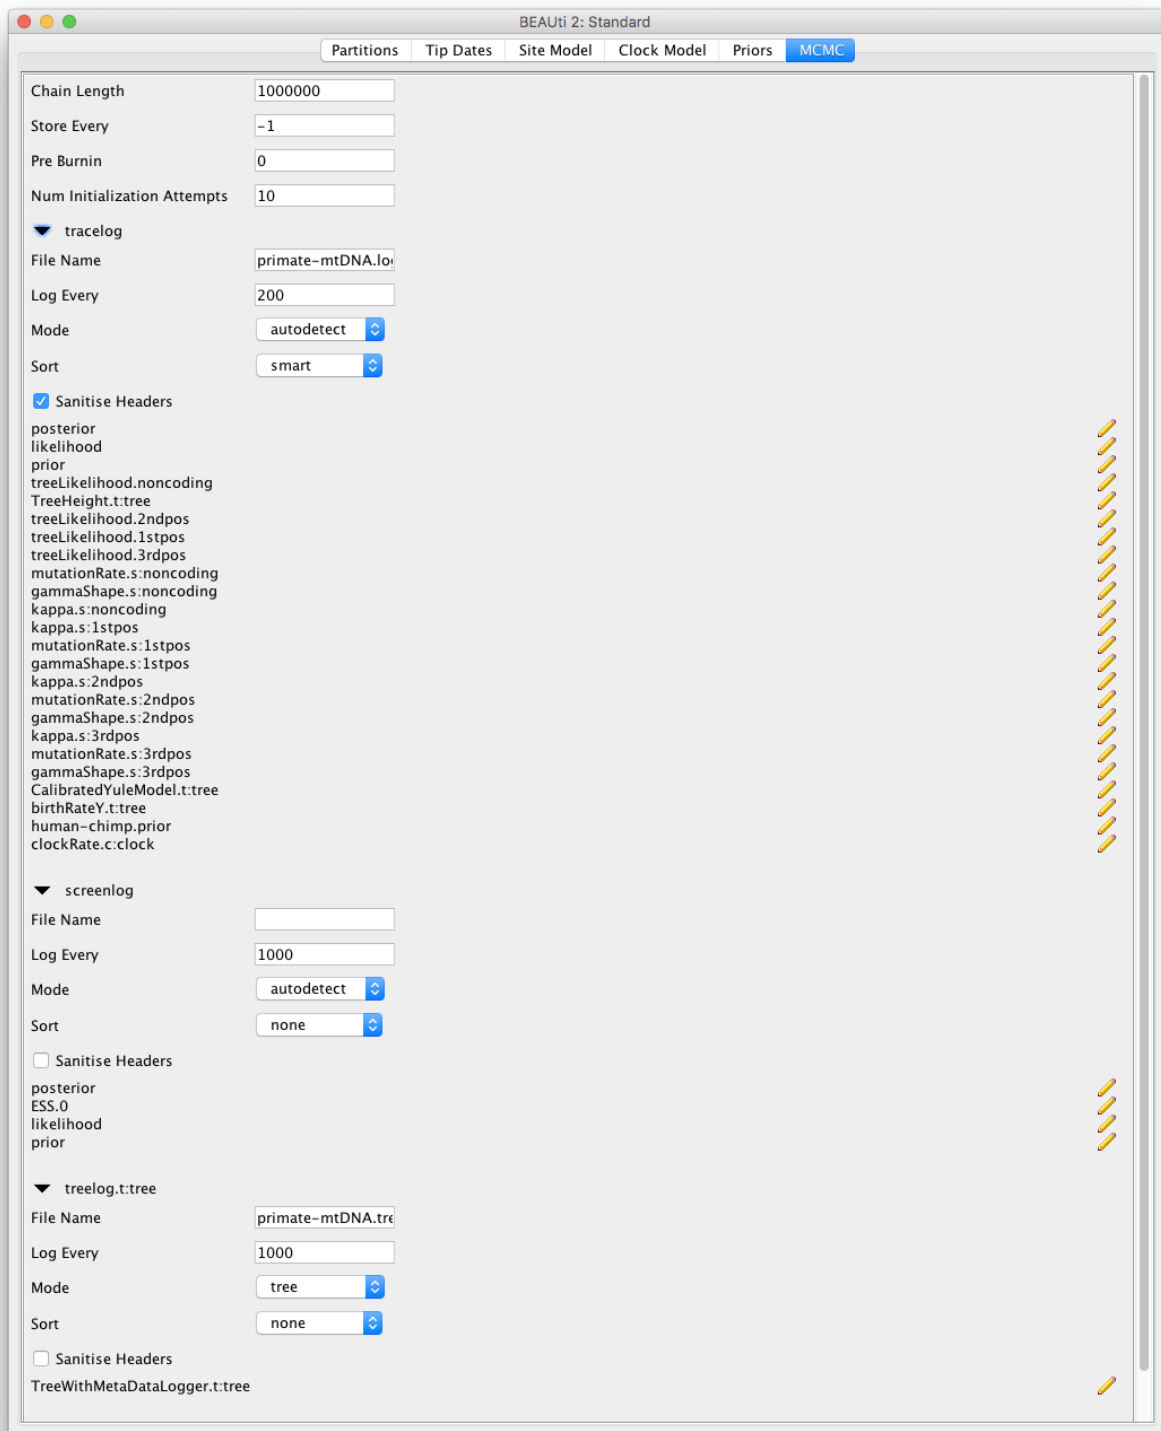 BEAUti 2: Standard
Partitions Tip Dates Site Model Clock Model Priors MCMC
Chain Length 1000000
Store Every -1
Pre Burnin 0
Num Initialization Attempts 10
tracelog
File Name primate-mtDNA.log
Log Every 200
Mode autodetect
Sort smart
Sanitise Headers
posterior
likelihood
prior
treeLikelihood.noncoding
TreeHeight.t:tree
treeLikelihood.2ndpos
treeLikelihood.1stpos
treeLikelihood.3rdpos
mutationRate.s:noncoding
gammaShape.s:noncoding
kappa.s:noncoding
kappa.s:1stpos
mutationRate.s:1stpos
gammaShape.s:1stpos
kappa.s:2ndpos
mutationRate.s:2ndpos
gammaShape.s:2ndpos
kappa.s:3rdpos
mutationRate.s:3rdpos
gammaShape.s:3rdpos
CalibratedYuleModel.t:tree
birthRateY.t:tree
human-chimp.prior
clockRate.c:clock
screenlog
File Name
Log Every 1000
Mode autodetect
Sort none
Sanitise Headers
posterior
ESS.0
likelihood
prior
treelog.t:tree
File Name primate-mtDNA.tre
Log Every 1000
Mode tree
Sort none
Sanitise Headers
TreeWithMetaDataLogger.t:tree